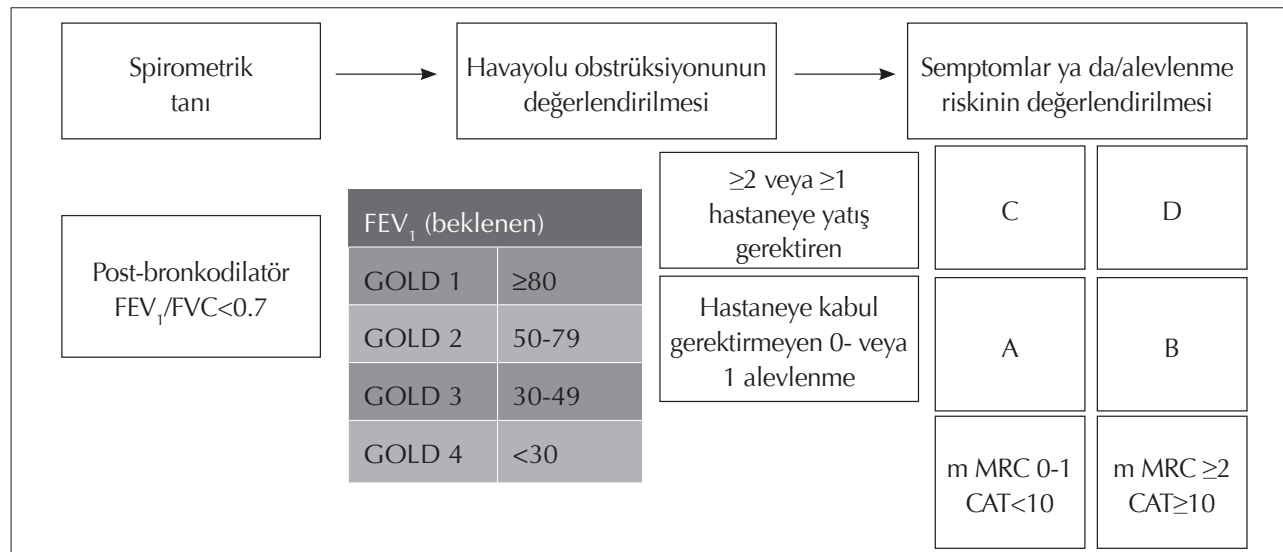 Spirometrik
tanı
Havayolu obstrüksiyonunun
değerlendirilmesi
Semptomlar ya da/alevlenme
riskinin değerlendirilmesi
Post-bronkodilatör
FEV1/FVC<0.7
FEV1 (beklenen)
GOLD 1 ≥80
GOLD 2 50-79
GOLD 3 30-49
GOLD 4 <30
≥2 veya ≥1
hastaneye yatış
gerektiren
C D
Hastaneye kabul
gerektirmeyen 0- veya
1 alevlenme
A B
m MRC 0-1
CAT<10
m MRC ≥2
CAT≥10